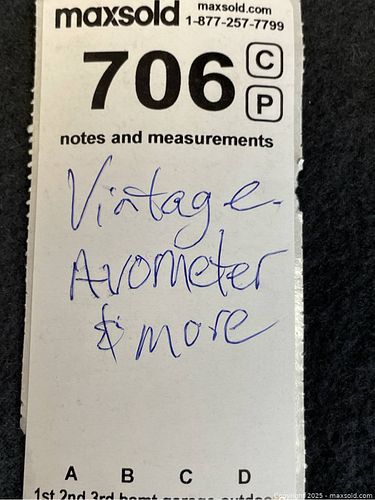 maxsold maxsold.com
1-877-257-7799
706 C
P
notes and measurements
Vintage
Avometer
& more
A B C D
1st 2nd 3rd bsmt garage outdoor
Copyright 2025 - maxsold.com